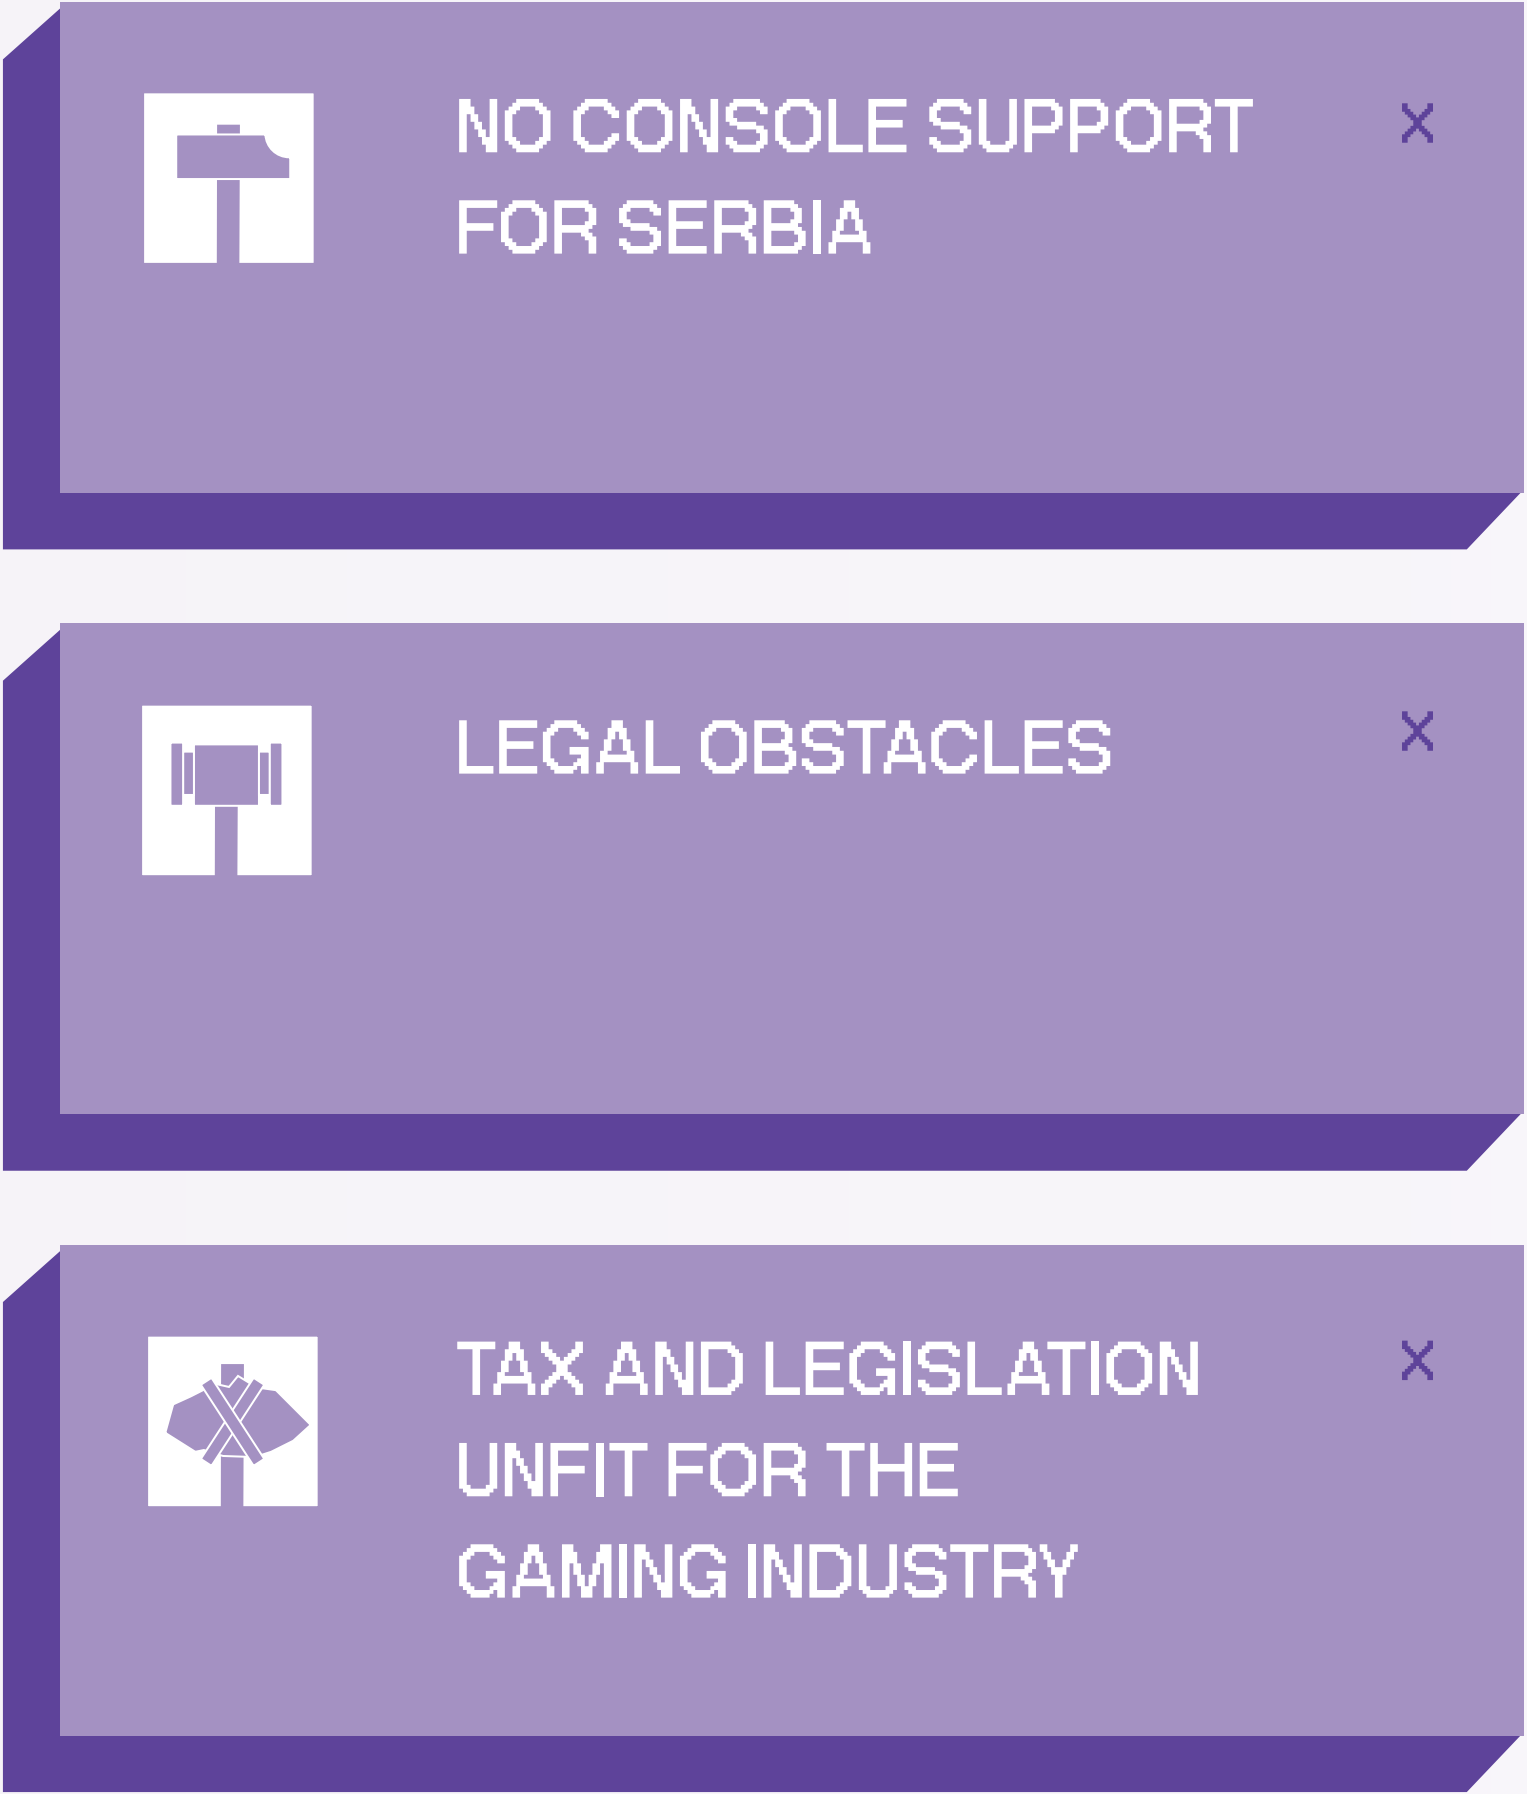 NO CONSOLE SUPPORT
FOR SERBIA
X
LEGAL OBSTACLES
X
TAX AND LEGISLATION
UNFIT FOR THE
GAMING INDUSTRY
X